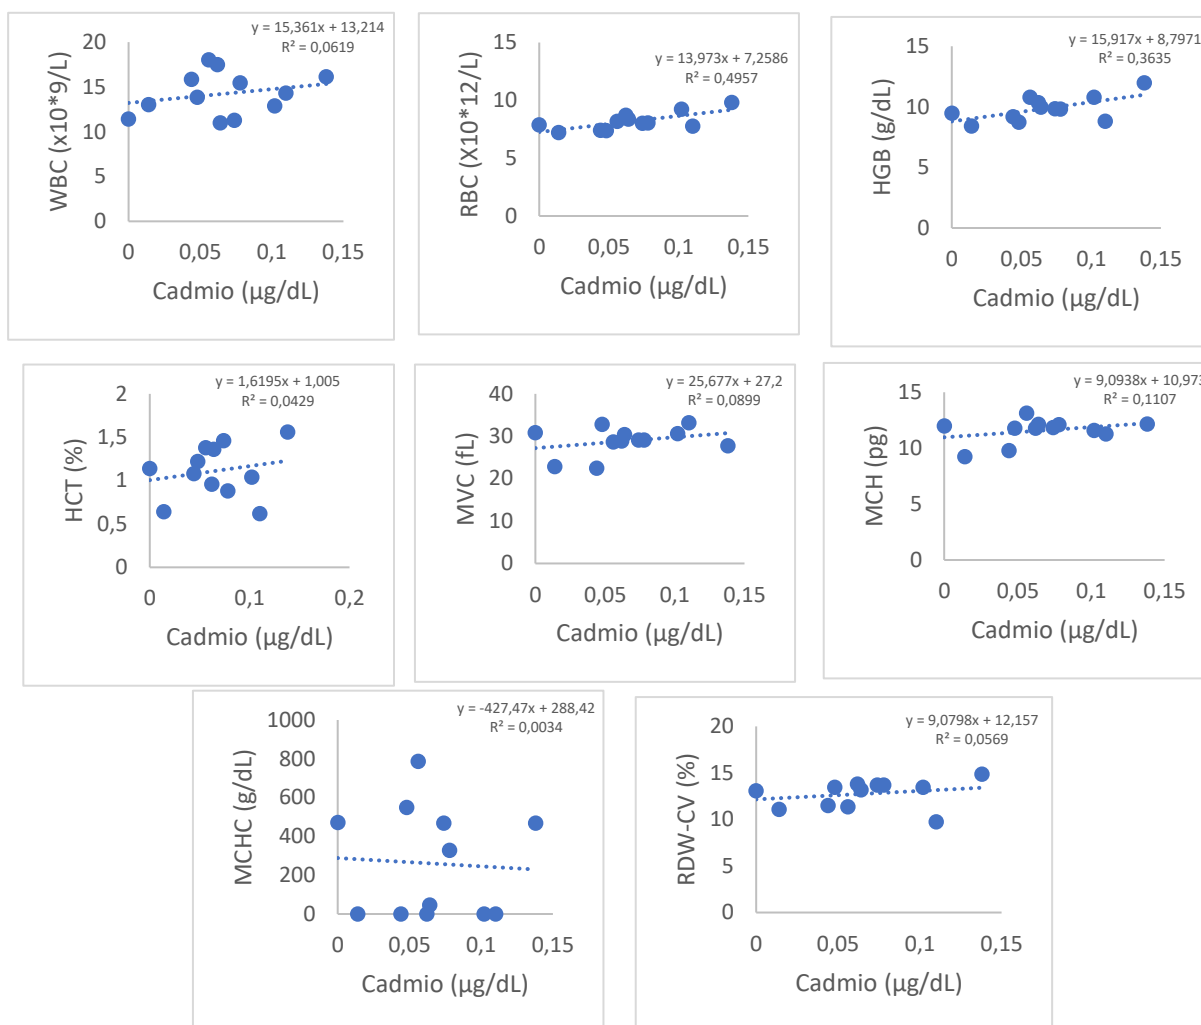 y = 15,361x + 13,214
R² = 0,0619
20
15
10
5
0
WBC (x10*9/L)
0 0,05 0,1 0,15
Cadmio (µg/dL)
y = 13,973x + 7,2586
R² = 0,4957
15
10
5
0
RBC (X10*12/L)
0 0,05 0,1 0,15
Cadmio (µg/dL)
y = 15,917x + 8,7971
R² = 0,3635
15
10
5
0
HGB (g/dL)
0 0,05 0,1 0,15
Cadmio (µg/dL)
y = 1,6195x + 1,005
R² = 0,0429
2
1,5
1
0,5
0
HCT (%)
0 0,1 0,2
Cadmio (µg/dL)
y = 25,677x + 27,2
R² = 0,0899
40
30
20
10
0
MVC (fL)
0 0,05 0,1 0,15
Cadmio (µg/dL)
y = 9,0938x + 10,973
R² = 0,1107
15
10
5
0
MCH (pg)
0 0,05 0,1 0,15
Cadmio (µg/dL)
y = -427,47x + 288,42
R² = 0,0034
1000
800
600
400
200
0
MCHC (g/dL)
0 0,05 0,1 0,15
Cadmio (µg/dL)
y = 9,0798x + 12,157
R² = 0,0569
20
15
10
5
0
RDW-CV (%)
0 0,05 0,1 0,15
Cadmio (µg/dL)